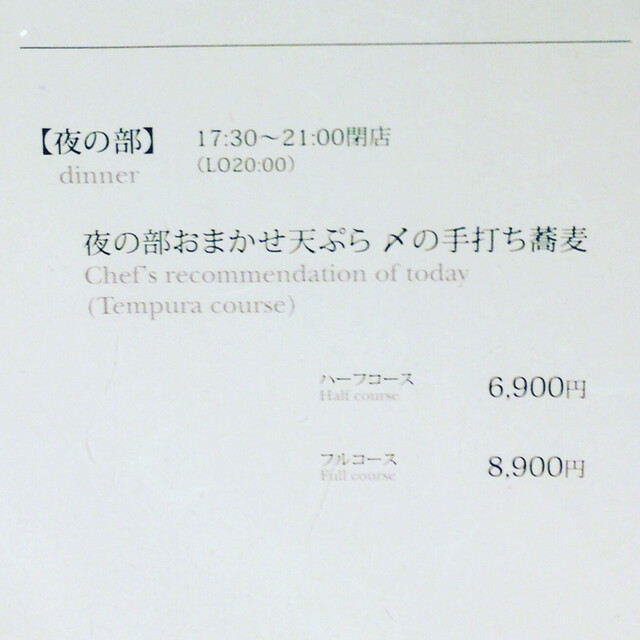 【夜の部】 17:30〜21:00閉店
dinner (LO20:00)
夜の部おまかせ天ぷら〆の手打ち蕎麦
Chef's recommendation of today
(Tempura course)
ハーフコース 6,900円
Half course
フルコース 8,900円
Full course